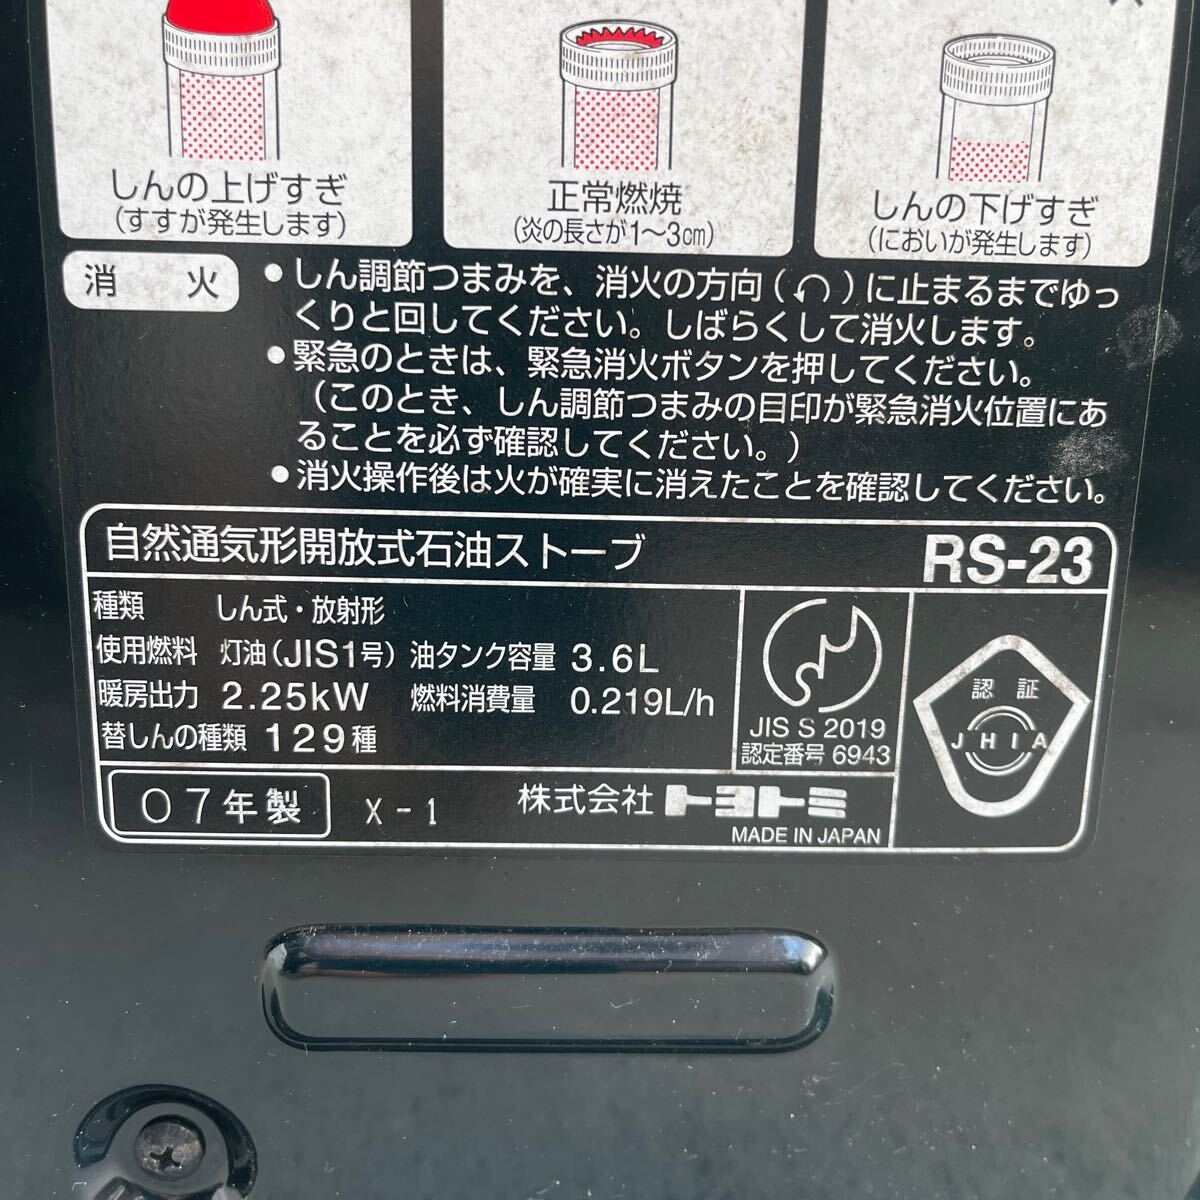 しんの上げすぎ
(すすが発生します)
正常燃焼
(炎の長さが1～3cm)
しんの下げすぎ
(においが発生します)
消火
●しん調節つまみを、消火の方向(↶)に止まるまでゆっ
くりと回してください。しばらくして消火します。
●緊急のときは、緊急消火ボタンを押してください。
(このとき、しん調節つまみの目印が緊急消火位置にあ
ることを必ず確認してください。)
●消火操作後は火が確実に消えたことを確認してください。
自然通気形開放式石油ストーブ RS-23
種類 しん式・放射形
使用燃料 灯油(JIS1号) 油タンク容量 3.6L
暖房出力 2.25kW 燃料消費量 0.219L/h
替しんの種類 129種
JIS S 2019
認定番号 6943
認証
JHIA
07年製 X-1 株式会社トヨトミ
MADE IN JAPAN